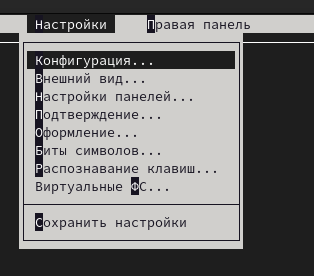 Настройки Правая панель
Конфигурация...
Внешний вид...
Настройки панелей...
Подтверждение...
Оформление...
Биты символов...
Распознавание клавиш...
Виртуальные ФС...
Сохранить настройки